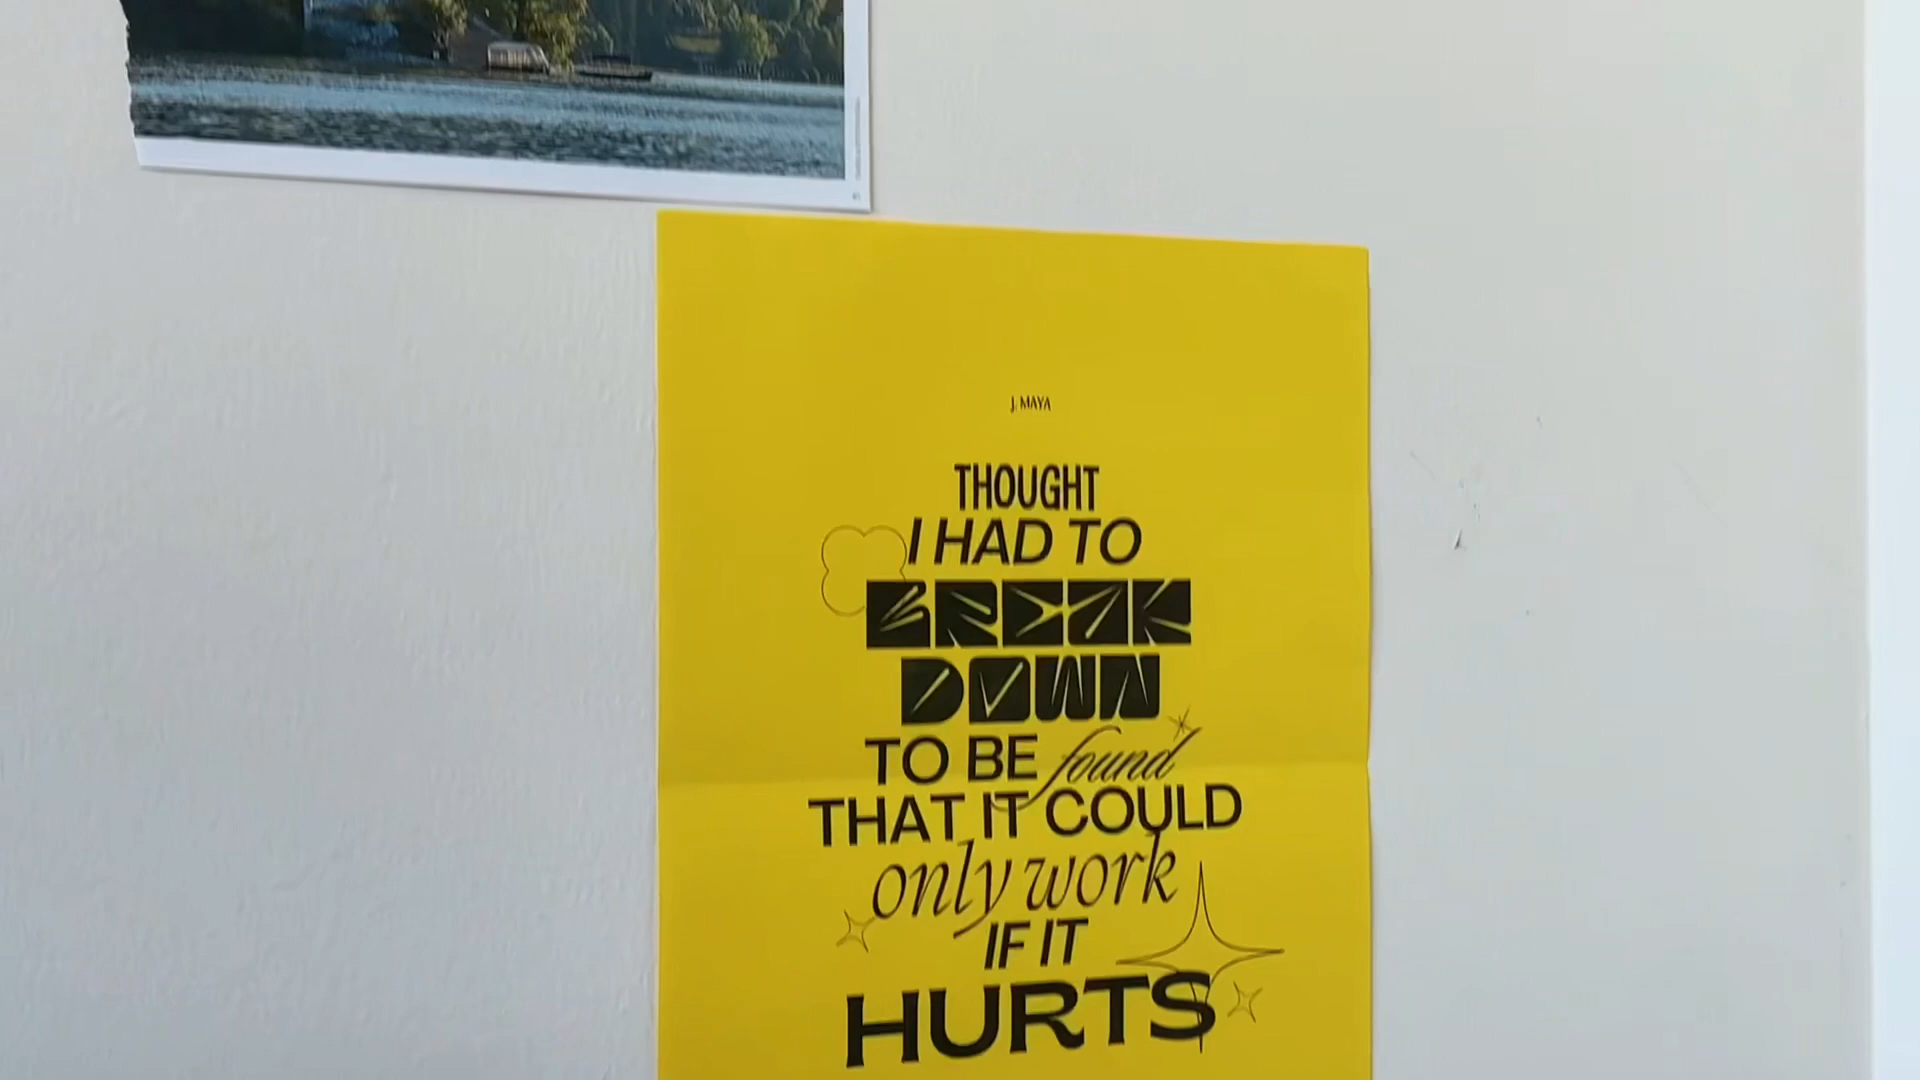 J. MAYA
THOUGHT
I HAD TO
BREAK
DOWN
TO BE found
THAT IT COULD
only work
IF IT
HURTS